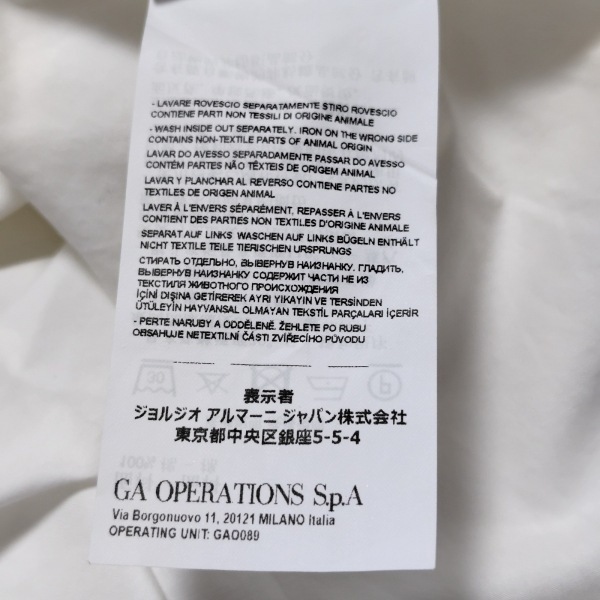 - LAVARE ROVESCIO SEPARATAMENTE STIRO ROVESCIO
CONTIENE PARTI NON TESSILI DI ORIGINE ANIMALE
- WASH INSIDE OUT SEPARATELY. IRON ON THE WRONG SIDE
CONTAINS NON-TEXTILE PARTS OF ANIMAL ORIGIN
LAVAR DO AVESSO SEPARADAMENTE PASSAR DO AVESSO
CONTÉM PARTES NÃO TÊXTEIS DE ORIGEM ANIMAL
LAVAR Y PLANCHAR AL REVERSO CONTIENE PARTES NO
TEXTILES DE ORIGEN ANIMAL
LAVER À L'ENVERS SÉPARÉMENT, REPASSER À L'ENVERS
CONTIENT DES PARTIES NON TEXTILES D'ORIGINE ANIMALE
SEPARAT AUF LINKS WASCHEN AUF LINKS BÜGELN ENTHÄLT
NICHT TEXTILE TEILE TIERISCHEN URSPRUNGS
СТИРАТЬ ОТДЕЛЬНО, ВЫВЕРНУВ НАИЗНАНКУ. ГЛАДИТЬ,
ВЫВЕРНУВ НАИЗНАНКУ СОДЕРЖИТ ЧАСТИ НЕ ИЗ
ТЕКСТИЛЯ ЖИВОТНОГО ПРОИСХОЖДЕНИЯ
İÇİNİ DIŞINA GETİREREK AYRI YIKAYIN VE TERSİNDEN
ÜTÜLEYİN HAYVANSAL OLMAYAN TEKSTİL PARÇALARI İÇERİR
- PERTE NARUBY A ODDĚLENĚ. ŽEHLETE PO RUBU
OBSAHUJE NETEXTILNÍ ČÁSTI ZVÍŘECÍHO PŮVODU
表示者
ジョルジオ アルマーニ ジャパン株式会社
東京都中央区銀座5-5-4
GA OPERATIONS S.p.A
Via Borgonuovo 11, 20121 MILANO Italia
OPERATING UNIT: GAO089